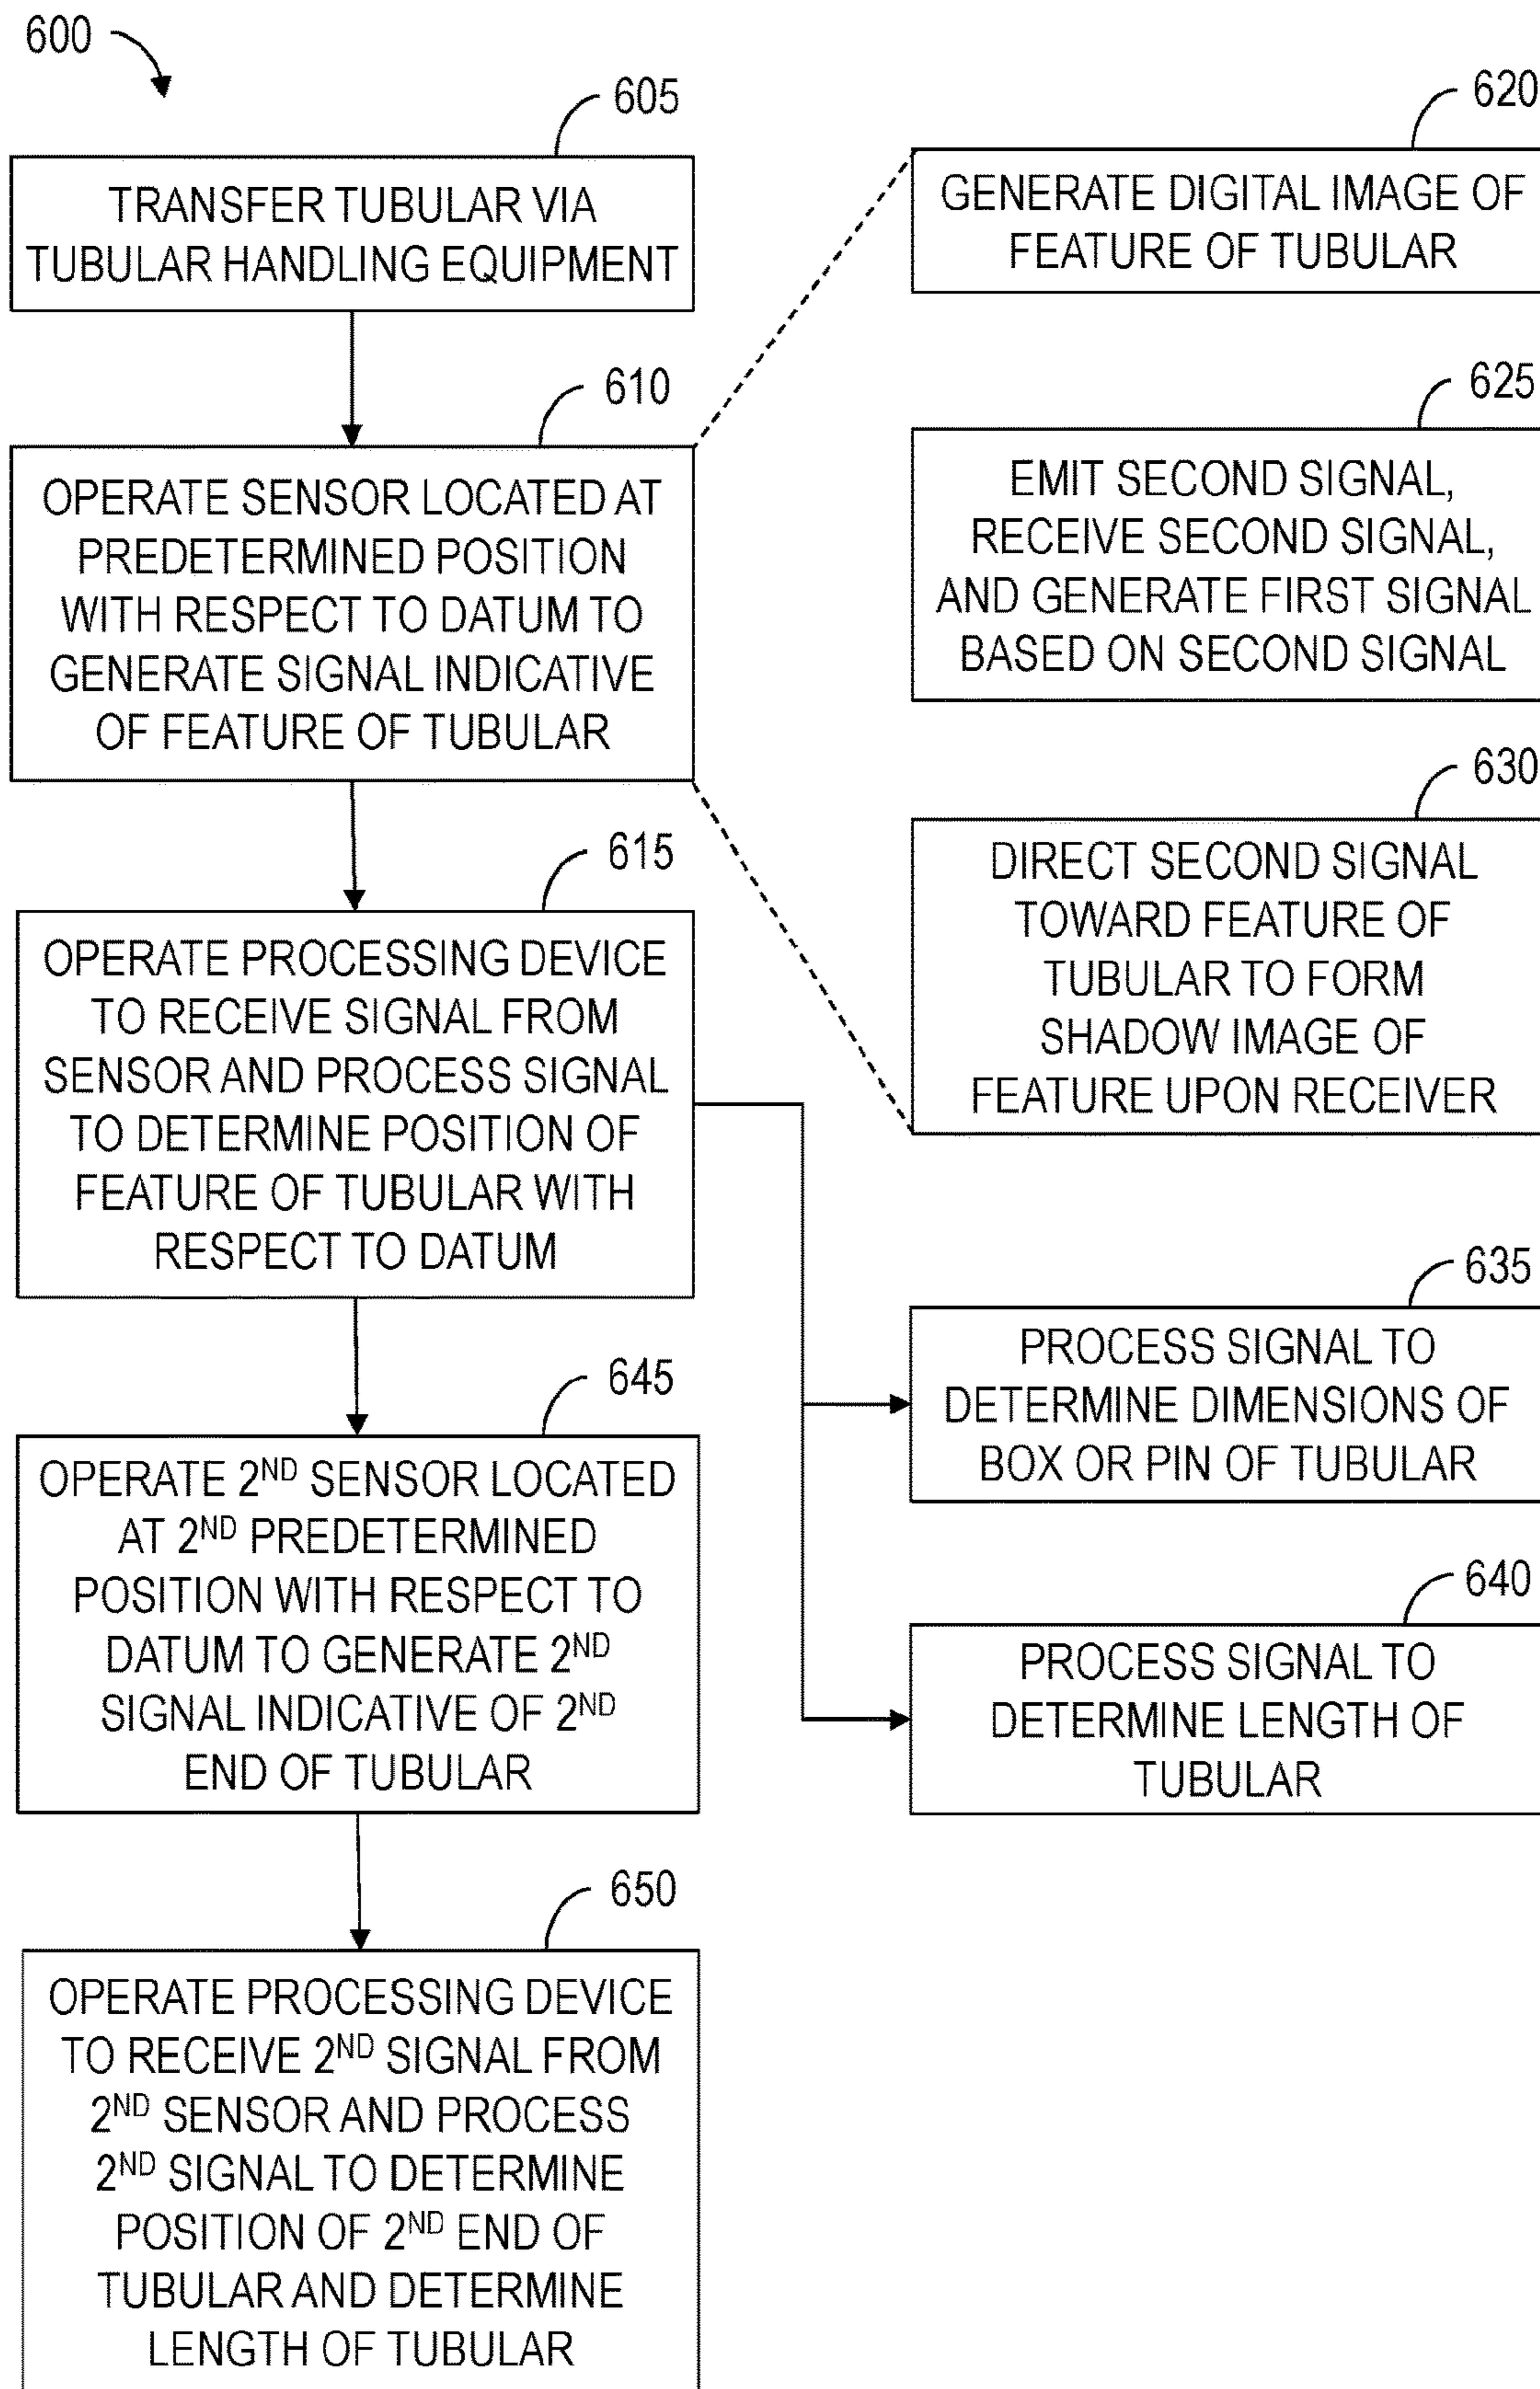 600
605
TRANSFER TUBULAR VIA
TUBULAR HANDLING EQUIPMENT
610
OPERATE SENSOR LOCATED AT
PREDETERMINED POSITION
WITH RESPECT TO DATUM TO
GENERATE SIGNAL INDICATIVE
OF FEATURE OF TUBULAR
615
OPERATE PROCESSING DEVICE
TO RECEIVE SIGNAL FROM
SENSOR AND PROCESS SIGNAL
TO DETERMINE POSITION OF
FEATURE OF TUBULAR WITH
RESPECT TO DATUM
645
OPERATE 2ND SENSOR LOCATED
AT 2ND PREDETERMINED
POSITION WITH RESPECT TO
DATUM TO GENERATE 2ND
SIGNAL INDICATIVE OF 2ND
END OF TUBULAR
650
OPERATE PROCESSING DEVICE
TO RECEIVE 2ND SIGNAL FROM
2ND SENSOR AND PROCESS
2ND SIGNAL TO DETERMINE
POSITION OF 2ND END OF
TUBULAR AND DETERMINE
LENGTH OF TUBULAR
620
GENERATE DIGITAL IMAGE OF
FEATURE OF TUBULAR
625
EMIT SECOND SIGNAL,
RECEIVE SECOND SIGNAL,
AND GENERATE FIRST SIGNAL
BASED ON SECOND SIGNAL
630
DIRECT SECOND SIGNAL
TOWARD FEATURE OF
TUBULAR TO FORM
SHADOW IMAGE OF
FEATURE UPON RECEIVER
635
PROCESS SIGNAL TO
DETERMINE DIMENSIONS OF
BOX OR PIN OF TUBULAR
640
PROCESS SIGNAL TO
DETERMINE LENGTH OF
TUBULAR